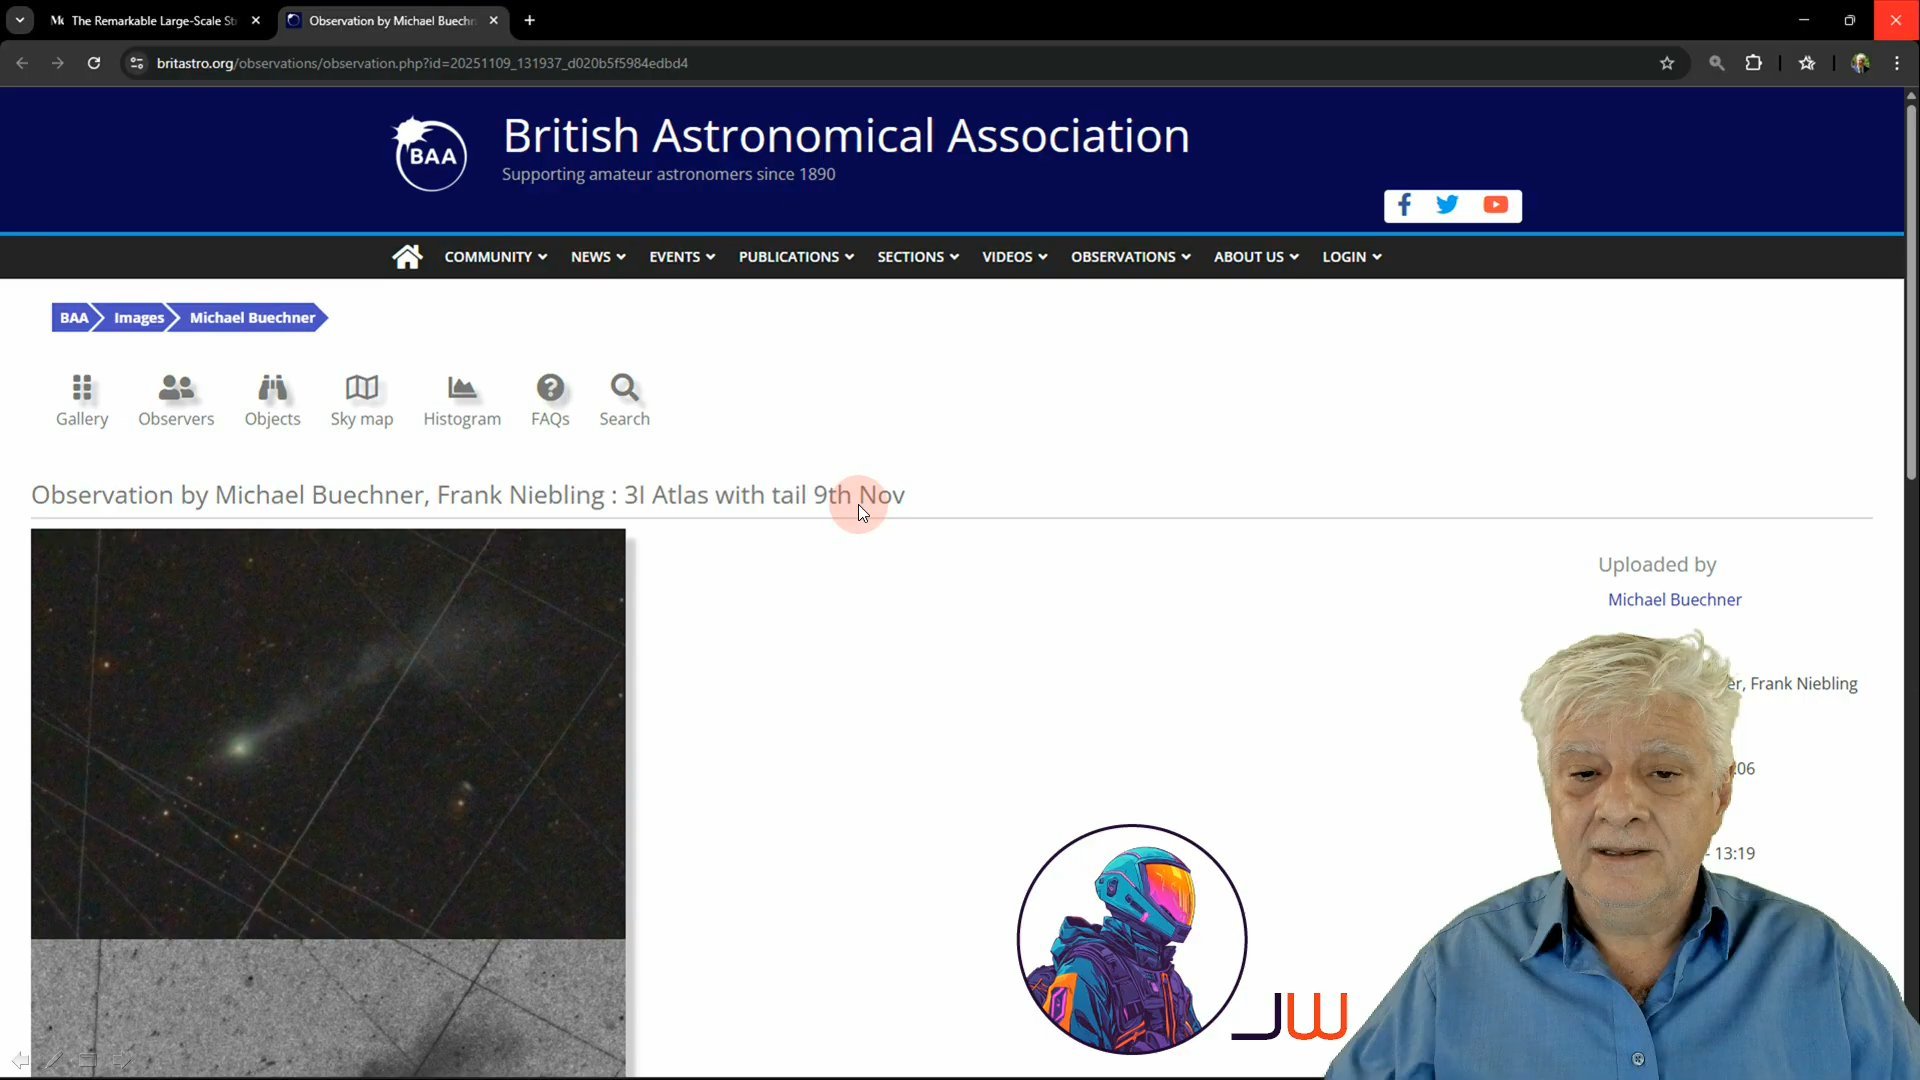 The Remarkable Large-Scale St
Observation by Michael Buechn
britastro.org/observations/observation.php?id=20251109_131937_d020b5f5984edbd4
BAA
British Astronomical Association
Supporting amateur astronomers since 1890
COMMUNITY NEWS EVENTS PUBLICATIONS SECTIONS VIDEOS OBSERVATIONS ABOUT US LOGIN
BAA Images Michael Buechner
Gallery Observers Objects Sky map Histogram FAQs Search
Observation by Michael Buechner, Frank Niebling : 3I Atlas with tail 9th Nov
Uploaded by
Michael Buechner
er, Frank Niebling
:06
- 13:19
JW